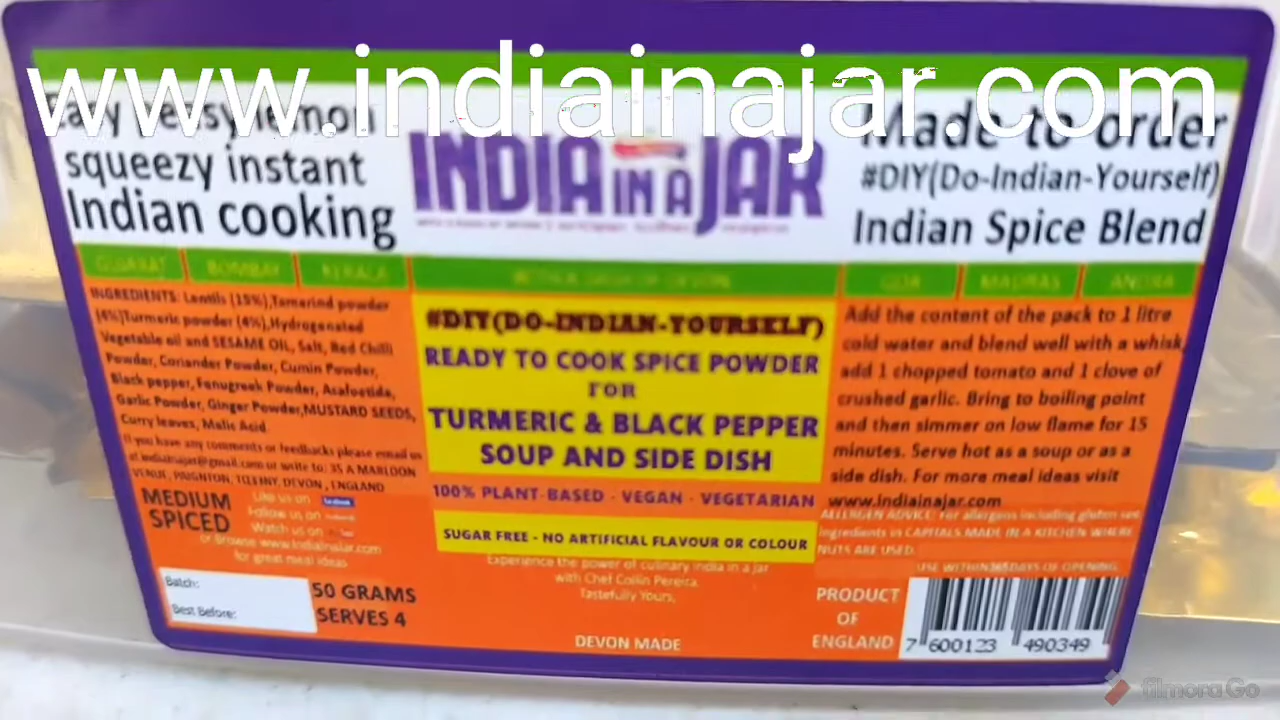 www.indiainajar.com
Easy peasy lemon
squeezy instant
Indian cooking
INDIA IN A JAR
Made to order
#DIY(Do-Indian-Yourself)
Indian Spice Blend
GUJARAT BOMBAY KERALA
WITH A DASH OF DEVON
GOA MADRAS ANDRA
INGREDIENTS: Lentils (15%),Tamarind powder
(4%)Turmeric powder (4%),Hydrogenated
Vegetable oil and SESAME OIL, Salt, Red Chilli
Powder, Coriander Powder, Cumin Powder,
Black pepper, Fenugreek Powder, Asafoetida,
Garlic Powder, Ginger Powder,MUSTARD SEEDS,
Curry leaves, Malic Acid.
If you have any comments or feedbacks please email us
at indiainajar@gmail.com or write to: 35 A MARLDON
VENUE, PAIGNTON, DEVON, ENGLAND
MEDIUM
SPICED
Like us on facebook
Follow us on
Watch us on
or Browse www.indiainajar.com
for great meal ideas
Batch:
Best Before:
50 GRAMS
SERVES 4
#DIY(DO-INDIAN-YOURSELF)
READY TO COOK SPICE POWDER
FOR
TURMERIC & BLACK PEPPER
SOUP AND SIDE DISH
100% PLANT-BASED - VEGAN - VEGETARIAN
SUGAR FREE - NO ARTIFICIAL FLAVOUR OR COLOUR
Experience the power of culinary india in a jar
with Chef Collin Pereira.
Tastefully Yours,
DEVON MADE
Add the content of the pack to 1 litre
cold water and blend well with a whisk,
add 1 chopped tomato and 1 clove of
crushed garlic. Bring to boiling point
and then simmer on low flame for 15
minutes. Serve hot as a soup or as a
side dish. For more meal ideas visit
www.indiainajar.com
ALLERGEN ADVICE: For allergens including gluten see
ingredients in CAPITALS.MADE IN A KITCHEN WHERE
NUTS ARE USED.
USE WITHIN 365 DAYS OF OPENING
PRODUCT
OF
ENGLAND
7 600123 490349
filmoraGo